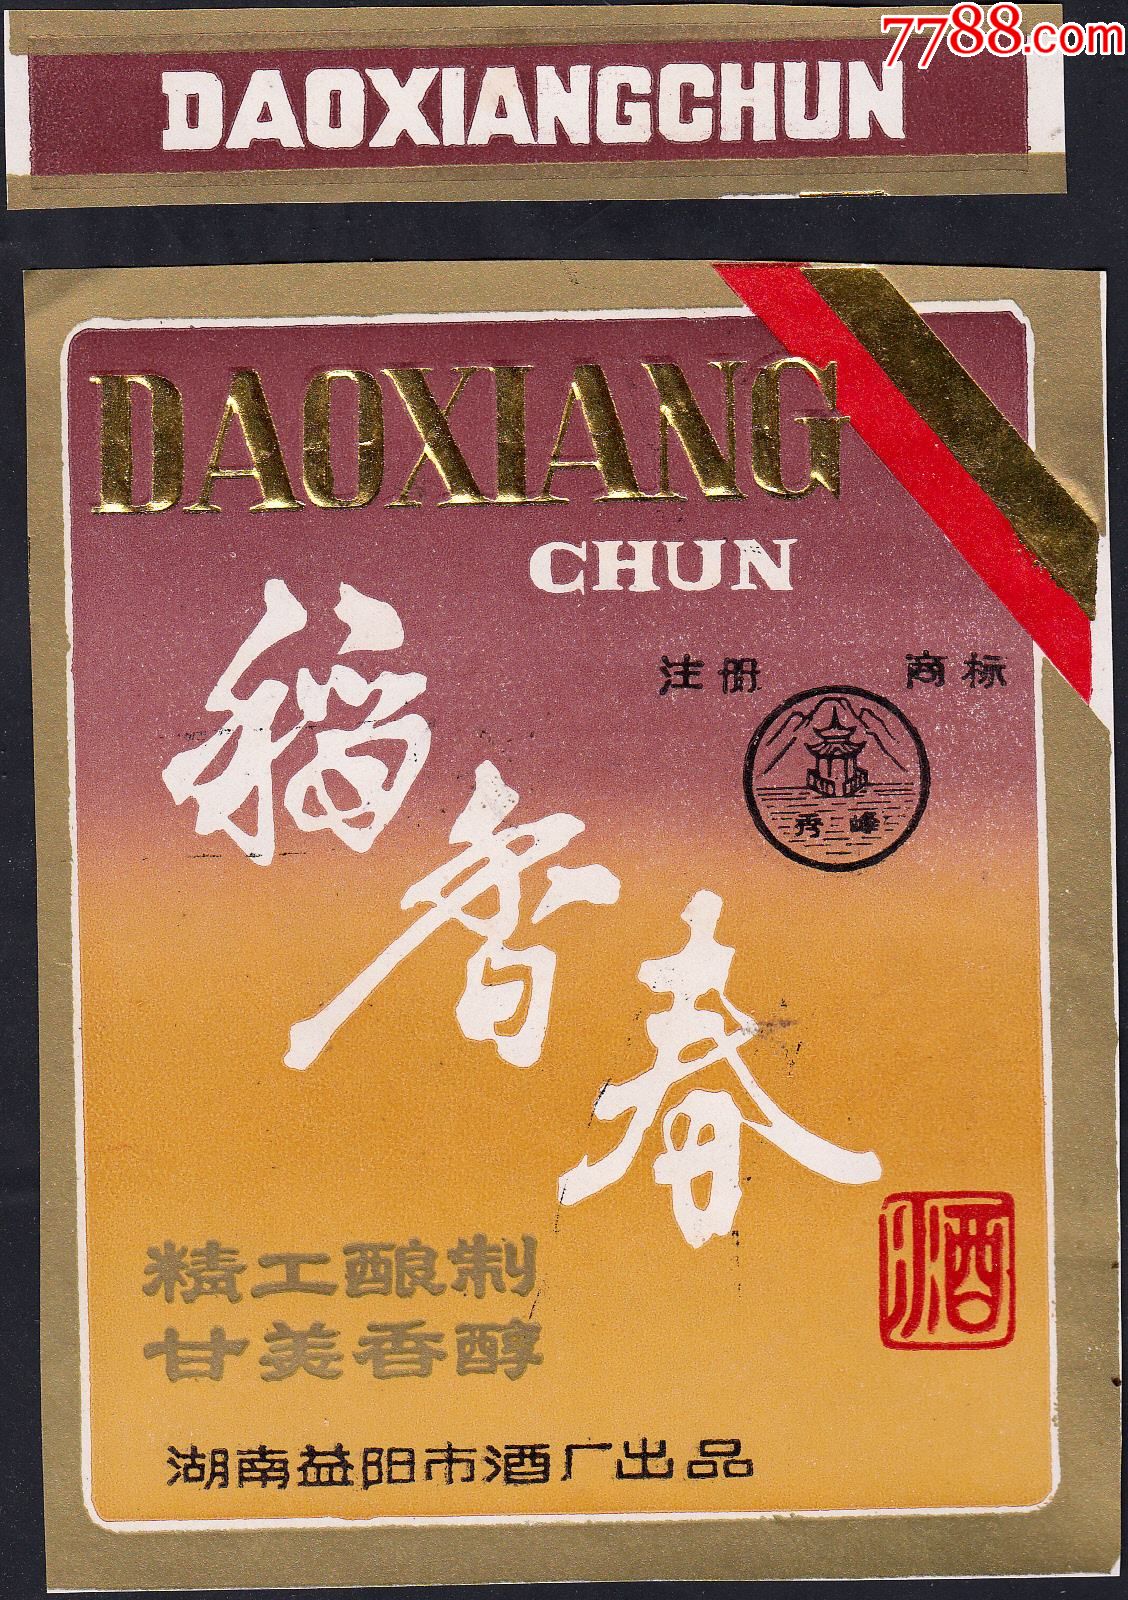 7788.com
DAOXIANGCHUN
DAOXIANG
CHUN
注册 商标
秀峰
稻香春
酒
精工酿制
甘美香醇
湖南益阳市酒厂出品